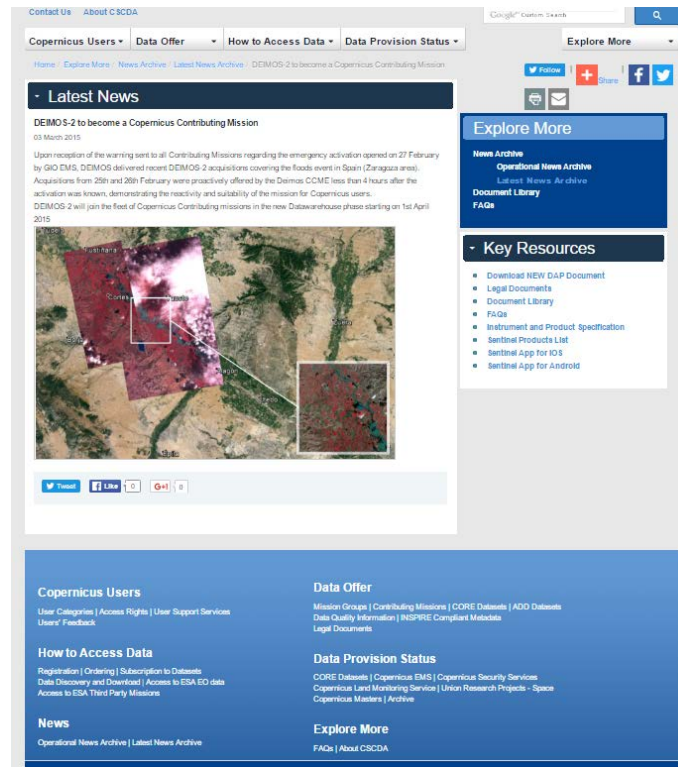 Contact Us About CSCDA
Google Custom Search
Copernicus Users Data Offer How to Access Data Data Provision Status Explore More
Home / Explore More / News Archive / Latest News Archive / DEIMOS-2 to become a Copernicus Contributing Mission
Follow
Share
Latest News
DEIMOS-2 to become a Copernicus Contributing Mission
03 March 2015
Upon reception of the warning sent to all Contributing Missions regarding the emergency activation opened on 27 February
by GIO EMS, DEIMOS delivered recent DEIMOS-2 acquisitions covering the floods event in Spain (Zaragoza area).
Acquisitions from 25th and 26th February were proactively offered by the Deimos CCME less than 4 hours after the
activation was known, demonstrating the reactivity and suitability of the mission for Copernicus users.
DEIMOS-2 will join the fleet of Copernicus Contributing missions in the new Datawarehouse phase starting on 1st April
2015
Cortes
Tweet
Like 0
G+1 0
Explore More
News Archive
Operational News Archive
Latest News Archive
Document Library
FAQs
Key Resources
Download NEW DAP Document
Legal Documents
Document Library
FAQs
Instrument and Product Specification
Sentinel Products List
Sentinel App for IOS
Sentinel App for Android
Copernicus Users
User Categories | Access Rights | User Support Services
Users' Feedback
How to Access Data
Registration | Ordering | Subscription to Datasets
Data Discovery and Download | Access to ESA EO data
Access to ESA Third Party Missions
News
Operational News Archive | Latest News Archive
Data Offer
Mission Groups | Contributing Missions | CORE Datasets | ADD Datasets
Data Quality Information | INSPIRE Compliant Metadata
Legal Documents
Data Provision Status
CORE Datasets | Copernicus EMS | Copernicus Security Services
Copernicus Land Monitoring Service | Union Research Projects - Space
Copernicus Masters | Archive
Explore More
FAQs | About CSCDA